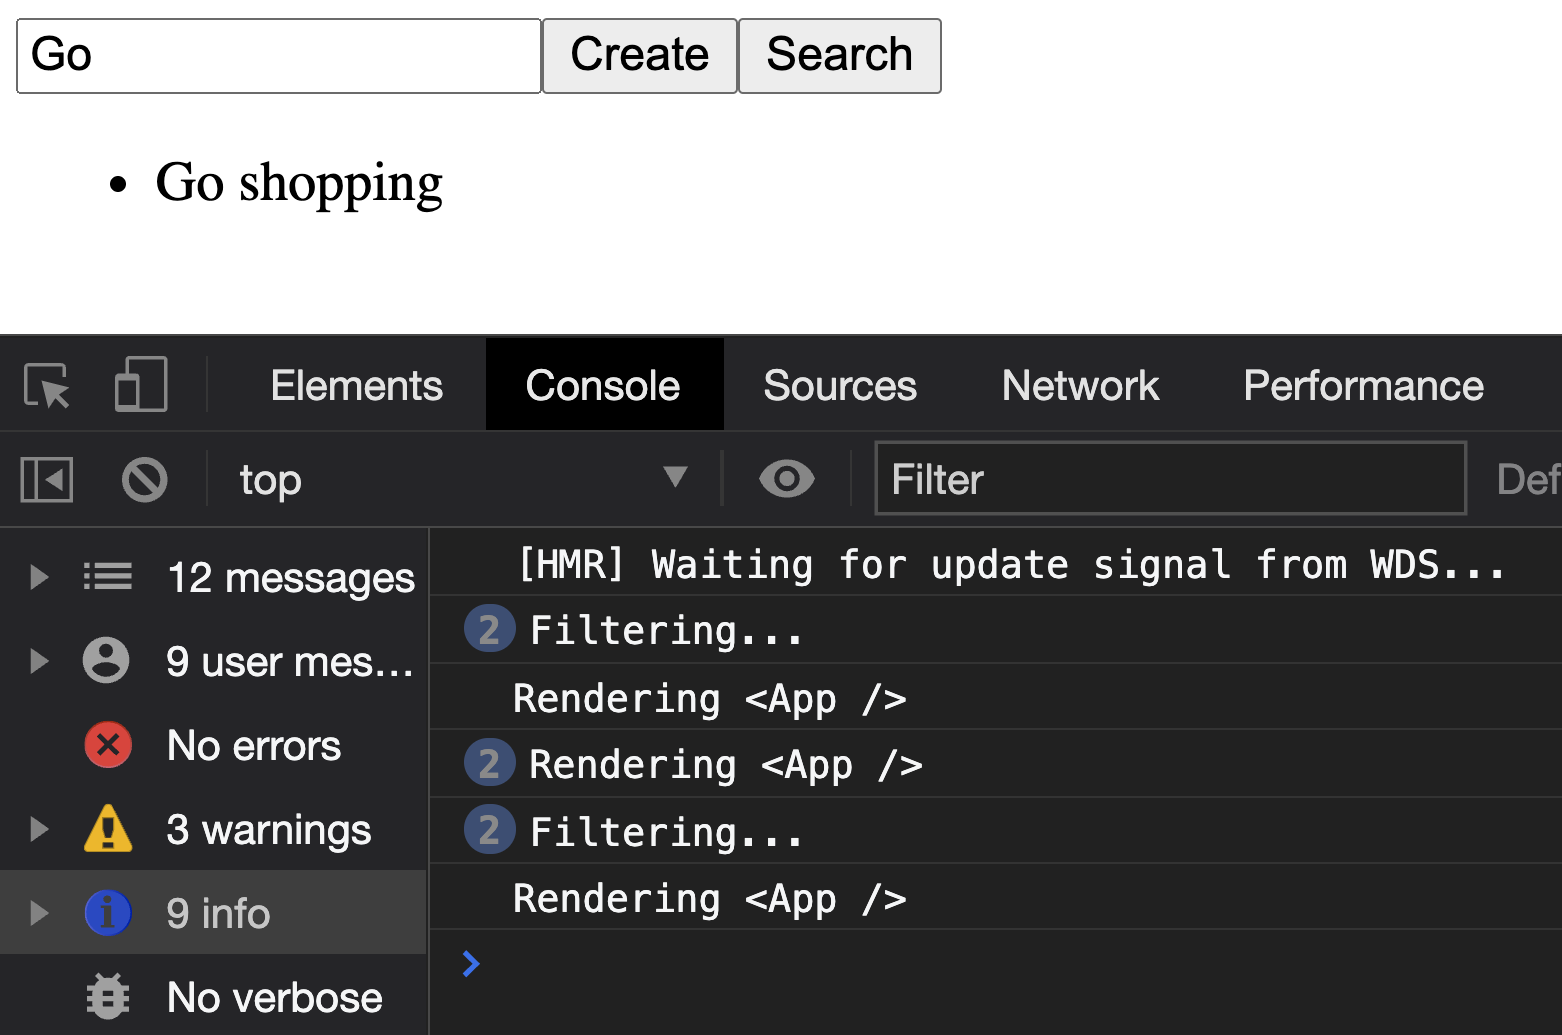 Go Create Search
• Go shopping
Elements Console Sources Network Performance
top Filter Def
12 messages
9 user mes...
No errors
3 warnings
9 info
No verbose
[HMR] Waiting for update signal from WDS...
2 Filtering...
Rendering <App />
2 Rendering <App />
2 Filtering...
Rendering <App />